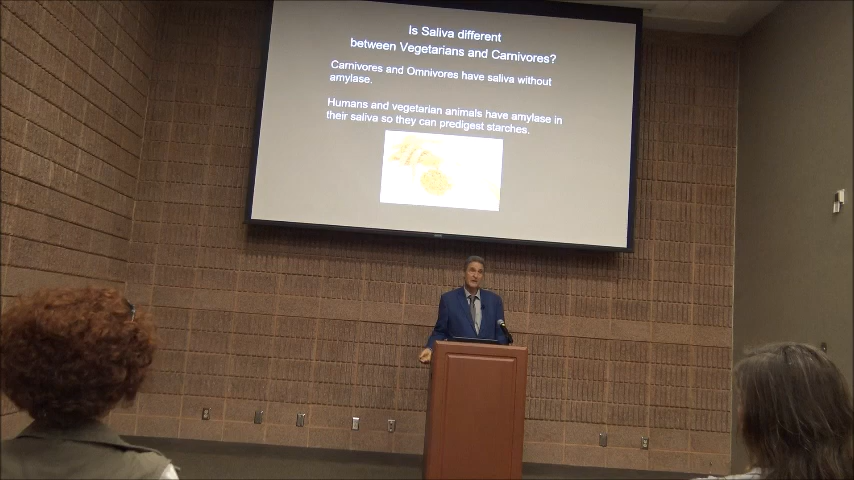 Is Saliva different
between Vegetarians and Carnivores?
Carnivores and Omnivores have saliva without
amylase.
Humans and vegetarian animals have amylase in
their saliva so they can predigest starches.